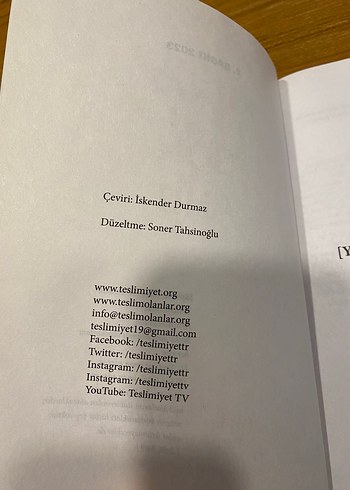 Çeviri: İskender Durmaz
Düzeltme: Soner Tahsinoğlu
www.teslimiyet.org
www.teslimolanlar.org
info@teslimolanlar.org
teslimiyet19@gmail.com
Facebook: /teslimiyettr
Twitter: /teslimiyettr
Instagram: /teslimiyettr
Instagram: /teslimiyettv
YouTube: Teslimiyet TV
[Y